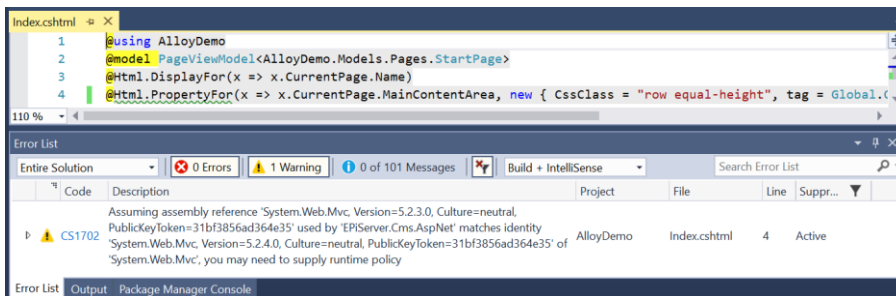 Index.cshtml
1 @using AlloyDemo
2 @model PageViewModel<AlloyDemo.Models.Pages.StartPage>
3 @Html.DisplayFor(x => x.CurrentPage.Name)
4 @Html.PropertyFor(x => x.CurrentPage.MainContentArea, new { CssClass = "row equal-height", tag = Global.
110 %
Error List
Entire Solution 0 Errors 1 Warning 0 of 101 Messages Build + IntelliSense Search Error List
Code Description Project File Line Suppr...
Assuming assembly reference 'System.Web.Mvc, Version=5.2.3.0, Culture=neutral,
CS1702 PublicKeyToken=31bf3856ad364e35' used by 'EPiServer.Cms.AspNet' matches identity AlloyDemo Index.cshtml 4 Active
'System.Web.Mvc, Version=5.2.4.0, Culture=neutral, PublicKeyToken=31bf3856ad364e35' of
'System.Web.Mvc', you may need to supply runtime policy
Error List Output Package Manager Console